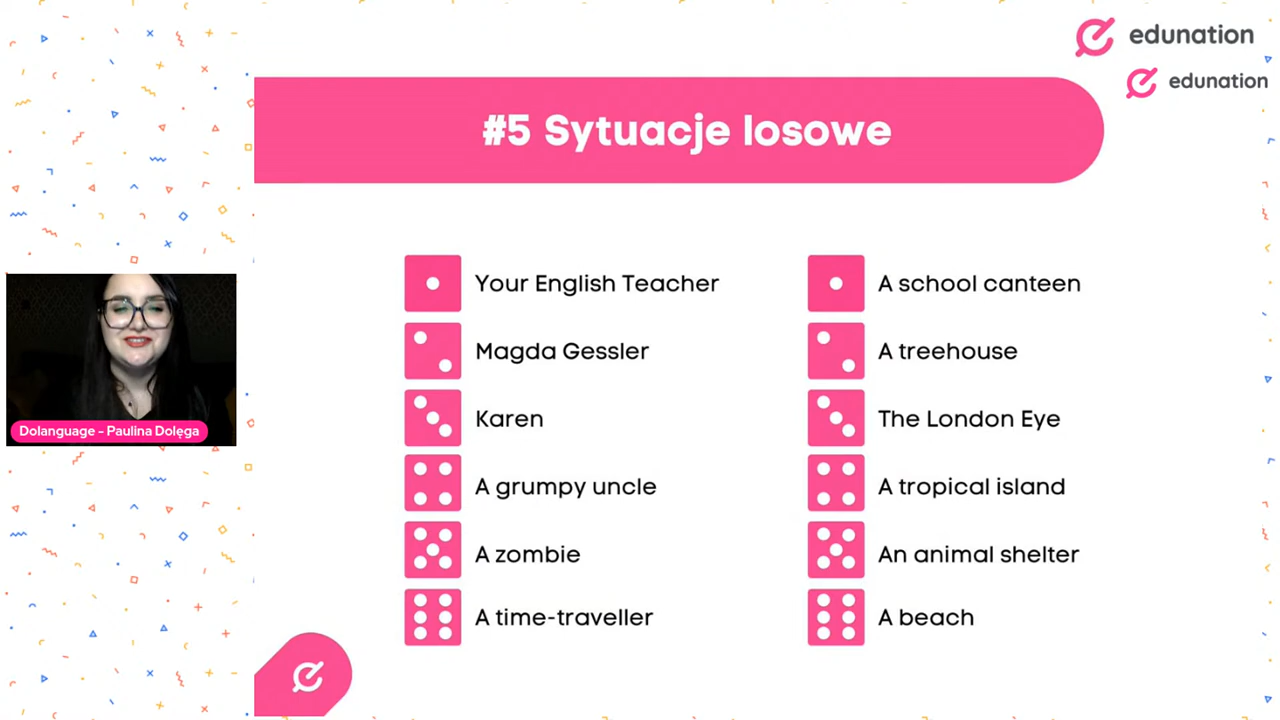 edunation
edunation
#5 Sytuacje losowe
Your English Teacher
A school canteen
Magda Gessler
A treehouse
Karen
The London Eye
A grumpy uncle
A tropical island
A zombie
An animal shelter
A time-traveller
A beach
Dolanguage - Paulina Dolęga